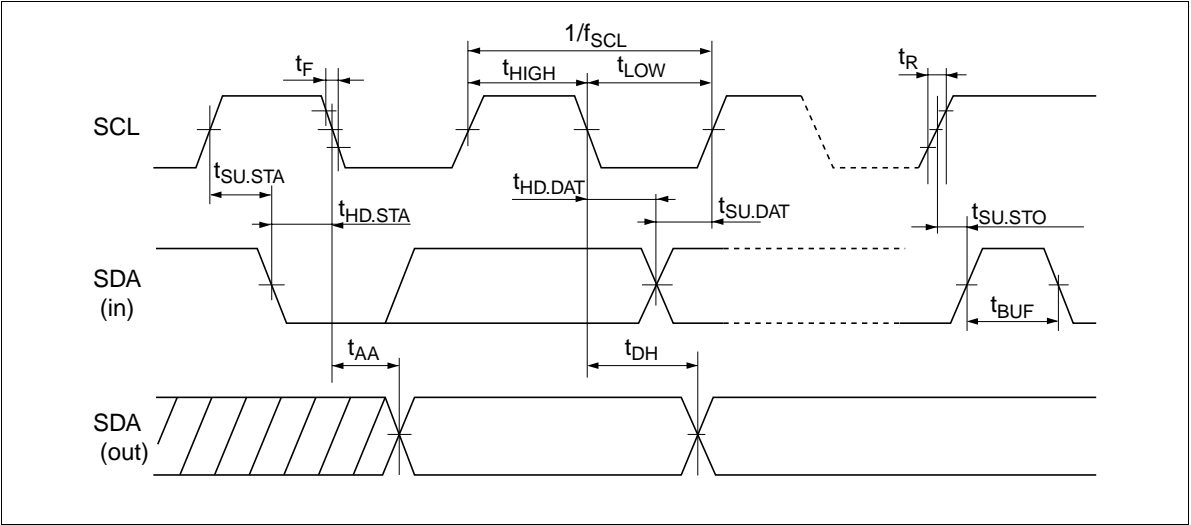 1/fSCL
tF
tHIGH
tLOW
tR
SCL
tSU.STA
tHD.DAT
tHD.STA
tSU.DAT
tSU.STO
SDA
(in)
tBUF
tAA
tDH
SDA
(out)